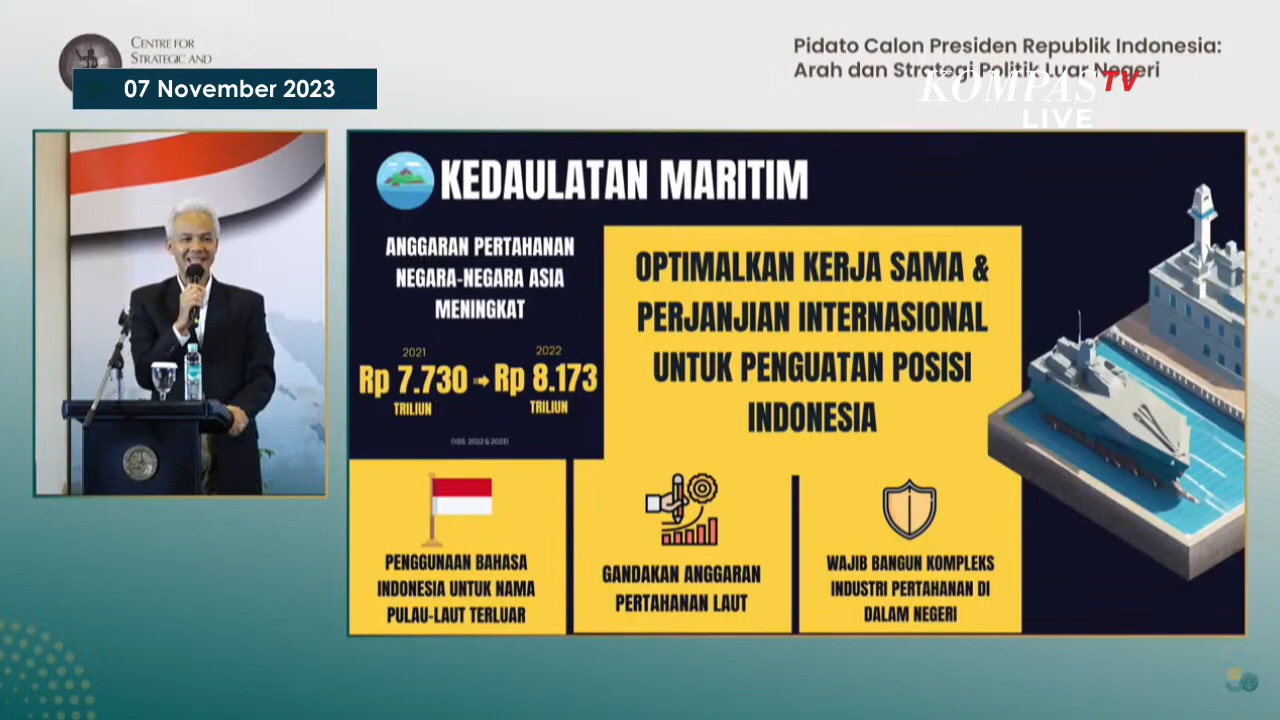 CENTRE FOR
STRATEGIC AND
07 November 2023
Pidato Calon Presiden Republik Indonesia:
Arah dan Strategi Politik Luar Negeri
KOMPAS TV
LIVE
KEDAULATAN MARITIM
ANGGARAN PERTAHANAN
NEGARA-NEGARA ASIA
MENINGKAT
2021
2022
Rp 7.730
Rp 8.173
TRILIUN
TRILIUN
(IISS, 2022 & 2023)
OPTIMALKAN KERJA SAMA &
PERJANJIAN INTERNASIONAL
UNTUK PENGUATAN POSISI
INDONESIA
PENGGUNAAN BAHASA
INDONESIA UNTUK NAMA
PULAU-LAUT TERLUAR
GANDAKAN ANGGARAN
PERTAHANAN LAUT
WAJIB BANGUN KOMPLEKS
INDUSTRI PERTAHANAN DI
DALAM NEGERI